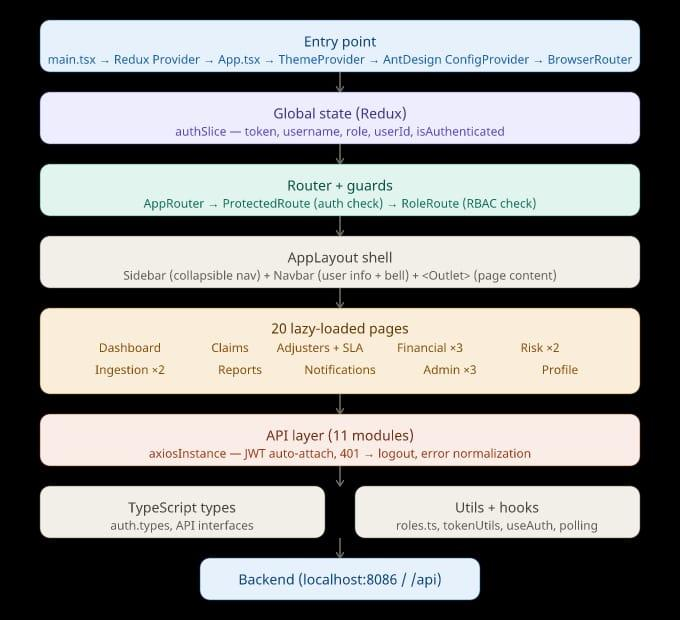 Entry point
main.tsx → Redux Provider → App.tsx → ThemeProvider → AntDesign ConfigProvider → BrowserRouter
Global state (Redux)
authSlice — token, username, role, userId, isAuthenticated
Router + guards
AppRouter → ProtectedRoute (auth check) → RoleRoute (RBAC check)
AppLayout shell
Sidebar (collapsible nav) + Navbar (user info + bell) + <Outlet> (page content)
20 lazy-loaded pages
Dashboard Claims Adjusters + SLA Financial ×3 Risk ×2
Ingestion ×2 Reports Notifications Admin ×3 Profile
API layer (11 modules)
axiosInstance — JWT auto-attach, 401 → logout, error normalization
TypeScript types
auth.types, API interfaces
Utils + hooks
roles.ts, tokenUtils, useAuth, polling
Backend (localhost:8086 / /api)